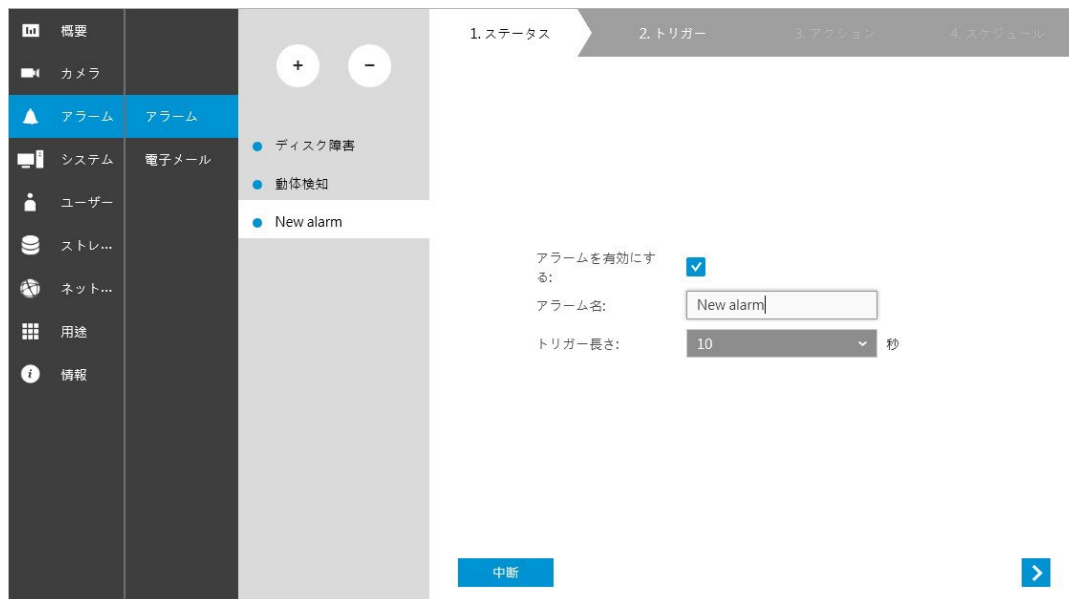 概要
カメラ
アラーム
システム
ユーザー
ストレ...
ネット...
用途
情報
アラーム
電子メール
+ -
ディスク障害
動体検知
New alarm
1. ステータス
2. トリガー
3. アクション
4. スケジュール
アラームを有効にす
る:
アラーム名: New alarm
トリガー長さ: 10 秒
中断